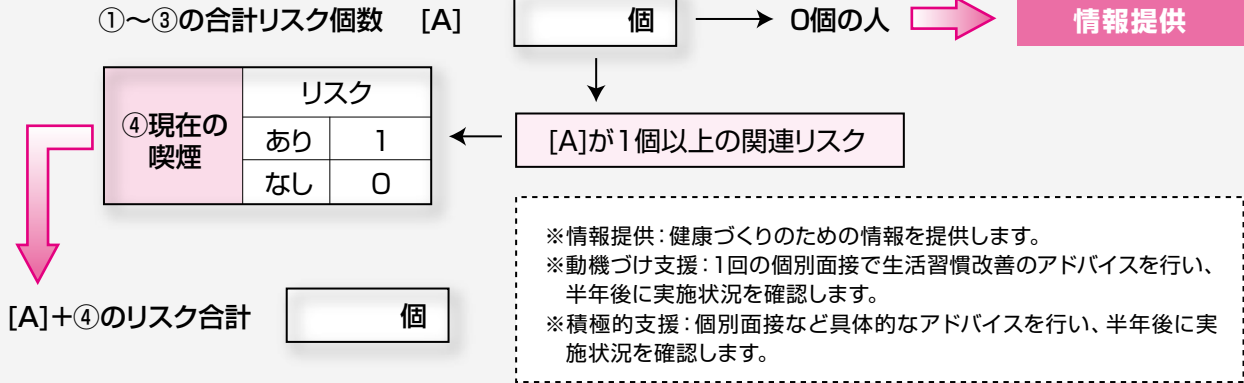 ①～③の合計リスク個数　[A]　個　0個の人　情報提供
④現在の喫煙
リスク
あり　1
なし　0
[A]が1個以上の関連リスク
※情報提供：健康づくりのための情報を提供します。
※動機づけ支援：1回の個別面接で生活習慣改善のアドバイスを行い、
半年後に実施状況を確認します。
※積極的支援：個別面接など具体的なアドバイスを行い、半年後に実
施状況を確認します。
[A]+④のリスク合計　個